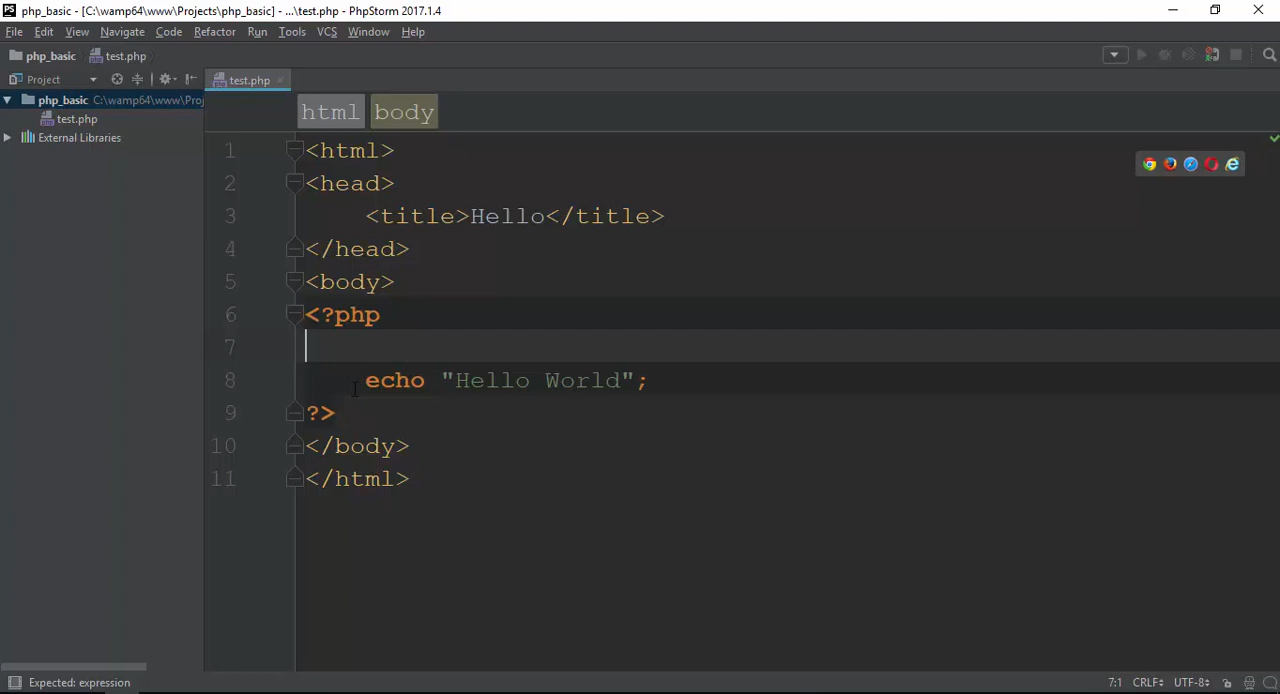 PS php_basic - [C:\wamp64\www\Projects\php_basic] - ...\test.php - PhpStorm 2017.1.4
File Edit View Navigate Code Refactor Run Tools VCS Window Help
php_basic test.php
Project test.php
php_basic C:\wamp64\www\Proj
html body
test.php
External Libraries
1 <html>
2 <head>
3 <title>Hello</title>
4 </head>
5 <body>
6 <?php
7
8 echo "Hello World";
9 ?>
10 </body>
11 </html>
Expected: expression 7:1 CRLF UTF-8